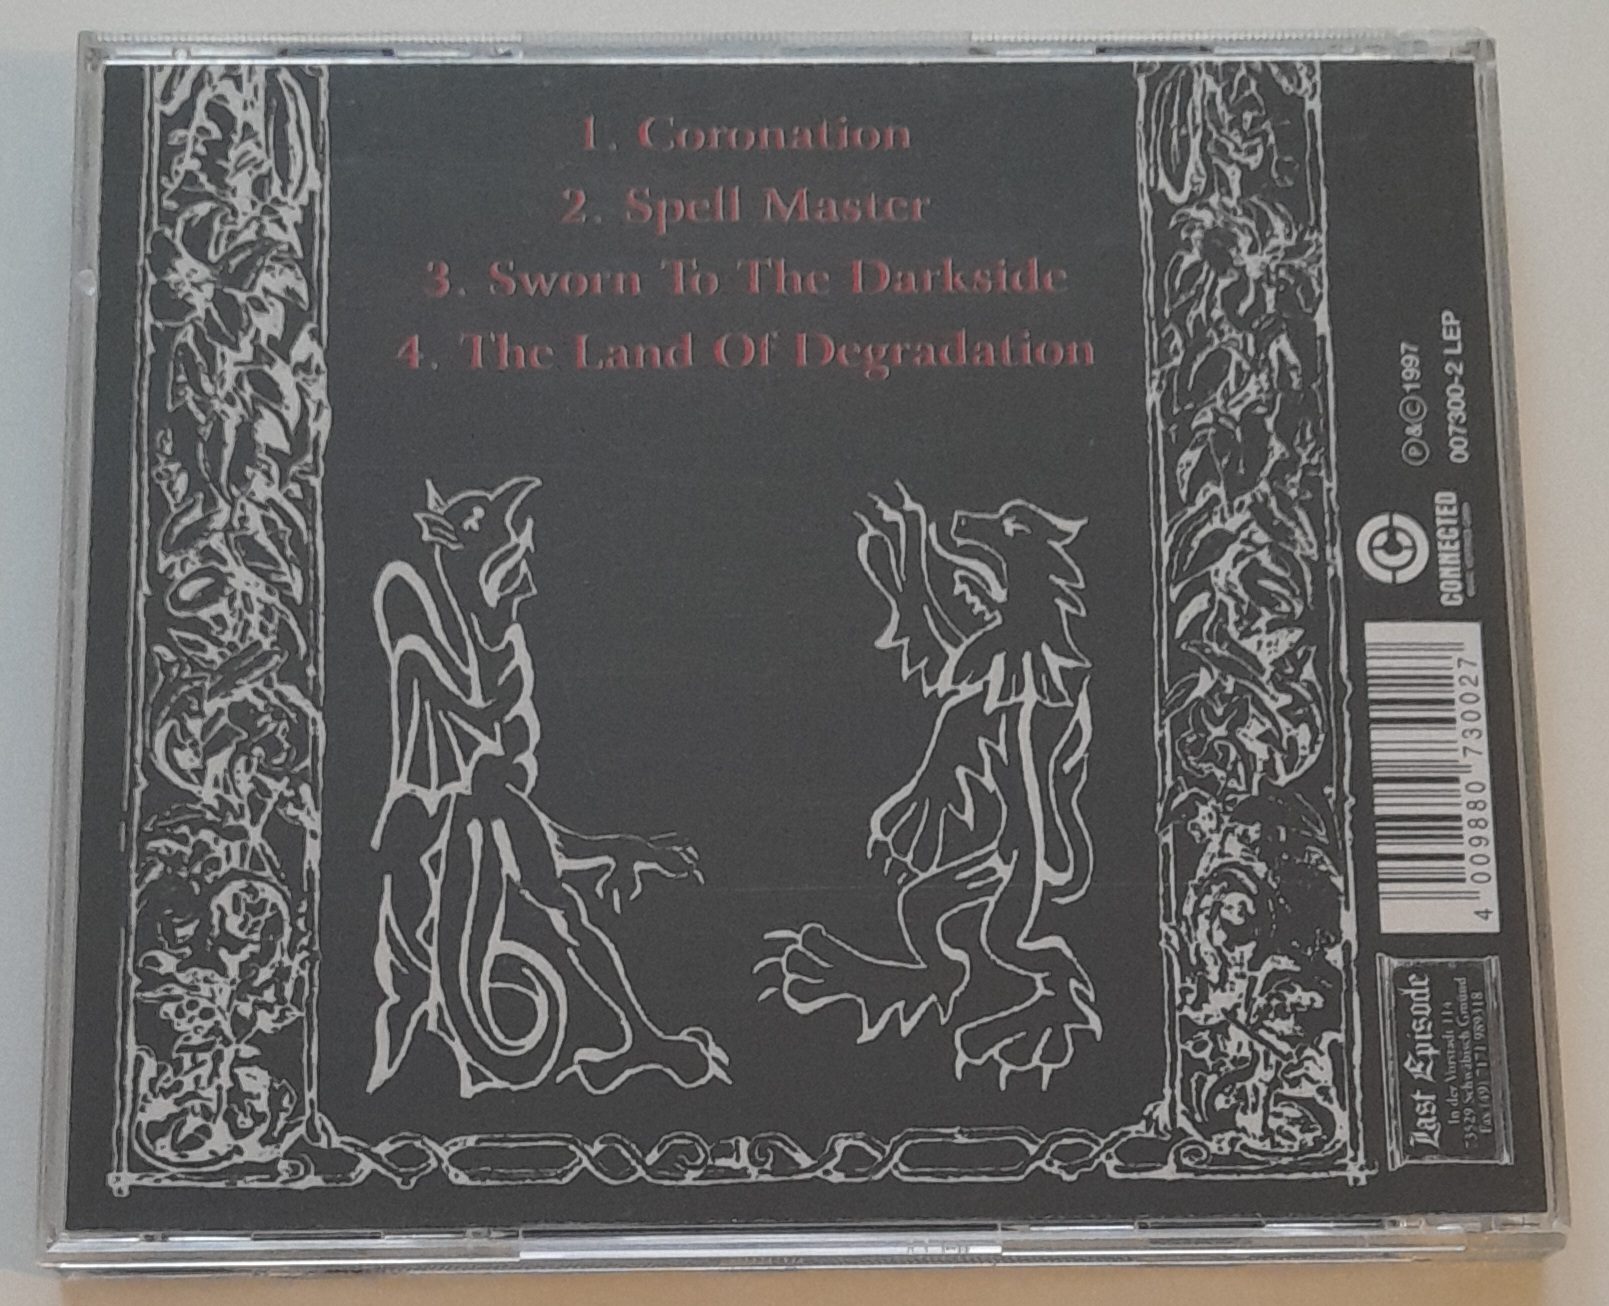 1. Coronation
2. Spell Master
3. Sworn To The Darkside
4. The Land Of Degradation
℗&©1997
007300-2 LEP
CONNECTED
4 009880 730027
Last Episode
In der Vorstadt 114
73529 Schwäbisch Gmünd